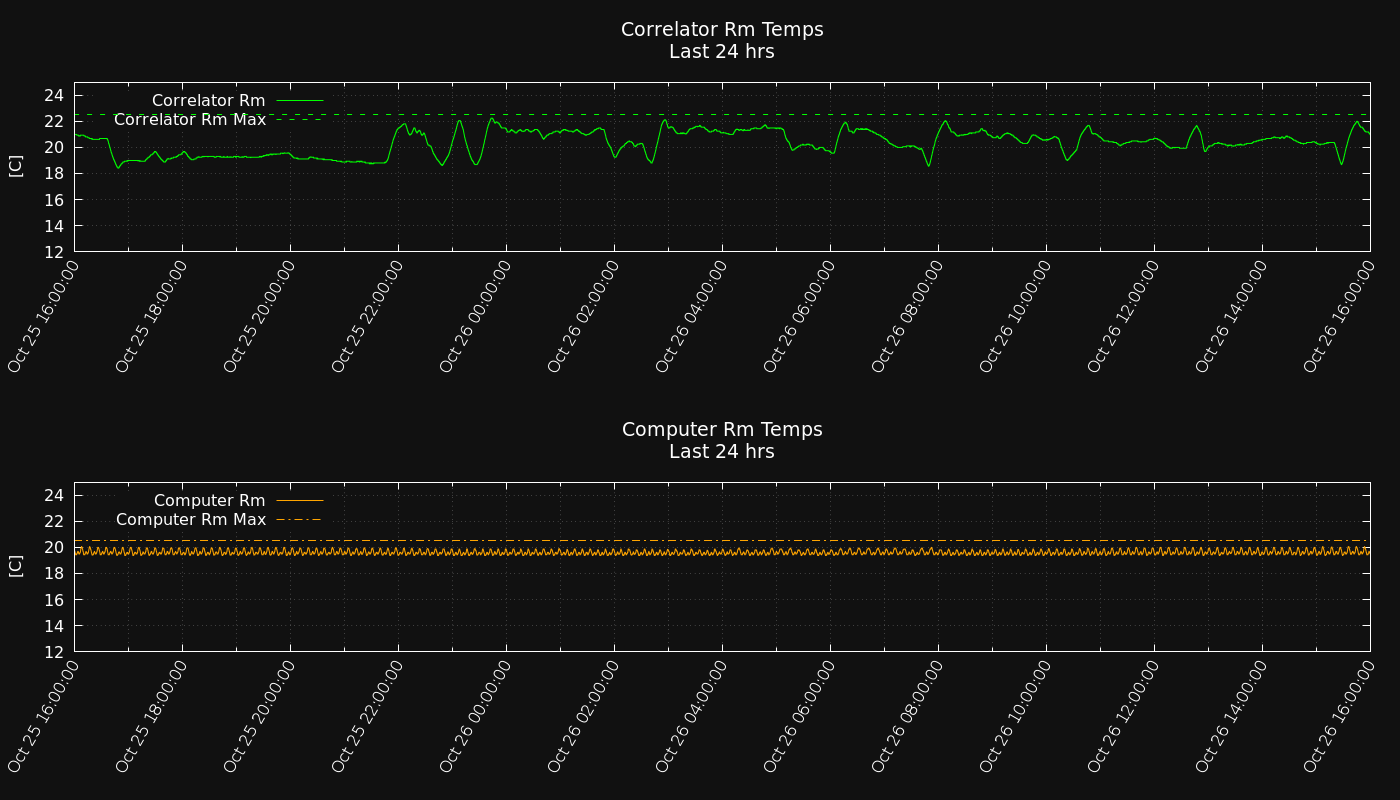 Correlator Rm Temps
Last 24 hrs
24
22
20
18
16
14
12
[C]
Correlator Rm
Correlator Rm Max
Oct 25 16:00:00
Oct 25 18:00:00
Oct 25 20:00:00
Oct 25 22:00:00
Oct 26 00:00:00
Oct 26 02:00:00
Oct 26 04:00:00
Oct 26 06:00:00
Oct 26 08:00:00
Oct 26 10:00:00
Oct 26 12:00:00
Oct 26 14:00:00
Oct 26 16:00:00
Computer Rm Temps
Last 24 hrs
24
22
20
18
16
14
12
[C]
Computer Rm
Computer Rm Max
Oct 25 16:00:00
Oct 25 18:00:00
Oct 25 20:00:00
Oct 25 22:00:00
Oct 26 00:00:00
Oct 26 02:00:00
Oct 26 04:00:00
Oct 26 06:00:00
Oct 26 08:00:00
Oct 26 10:00:00
Oct 26 12:00:00
Oct 26 14:00:00
Oct 26 16:00:00